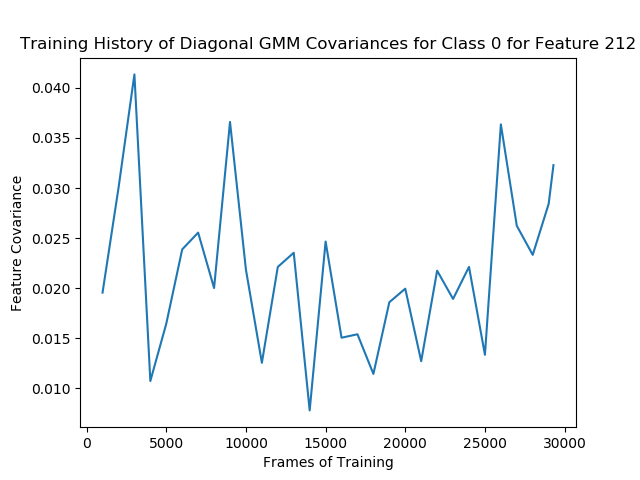 Training History of Diagonal GMM Covariances for Class 0 for Feature 212
0.040
0.035
0.030
0.025
0.020
0.015
0.010
Feature Covariance
0 5000 10000 15000 20000 25000 30000
Frames of Training